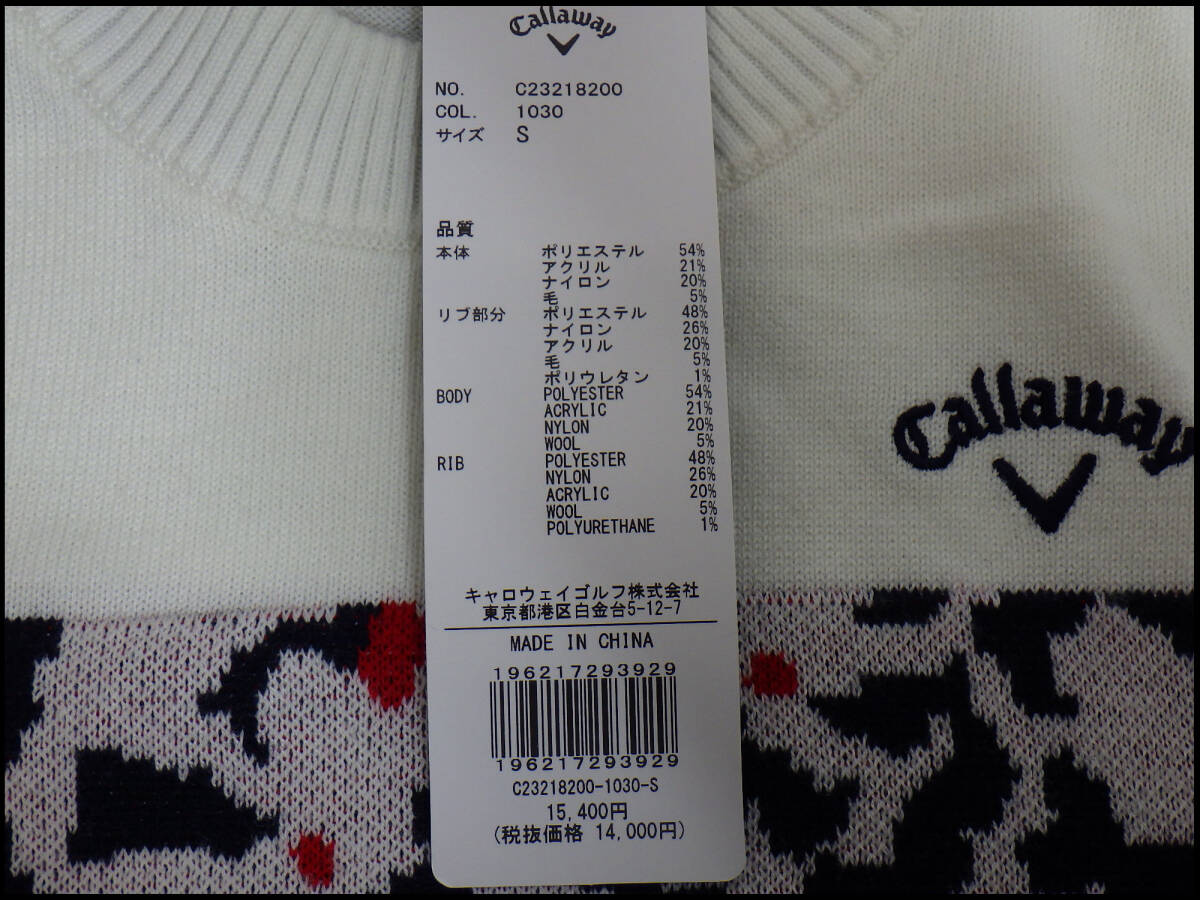 Callaway
NO. C23218200
COL. 1030
サイズ S
品質
本体 ポリエステル 54%
アクリル 21%
ナイロン 20%
毛 5%
リブ部分 ポリエステル 48%
ナイロン 26%
アクリル 20%
毛 5%
ポリウレタン 1%
BODY POLYESTER 54%
ACRYLIC 21%
NYLON 20%
WOOL 5%
RIB POLYESTER 48%
NYLON 26%
ACRYLIC 20%
WOOL 5%
POLYURETHANE 1%
キャロウェイゴルフ株式会社
東京都港区白金台5-12-7
MADE IN CHINA
196217293929
196217293929
C23218200-1030-S
15,400円
(税抜価格 14,000円)
Callaway